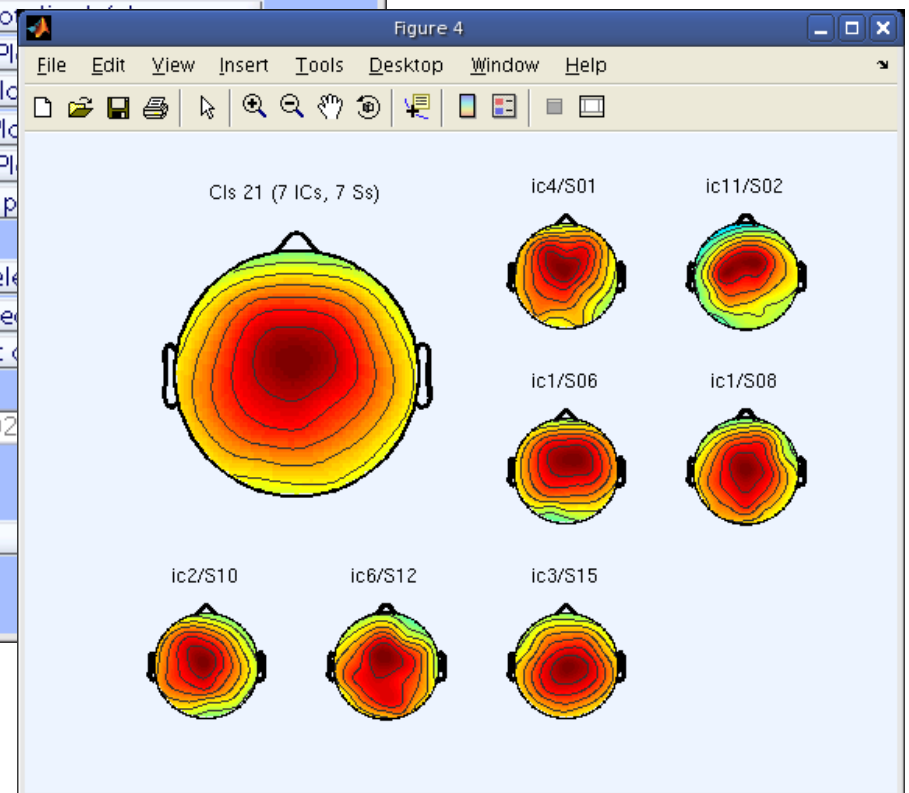 Figure 4
File Edit View Insert Tools Desktop Window Help
Cls 21 (7 ICs, 7 Ss)
ic4/S01
ic11/S02
ic1/S06
ic1/S08
ic2/S10
ic6/S12
ic3/S15